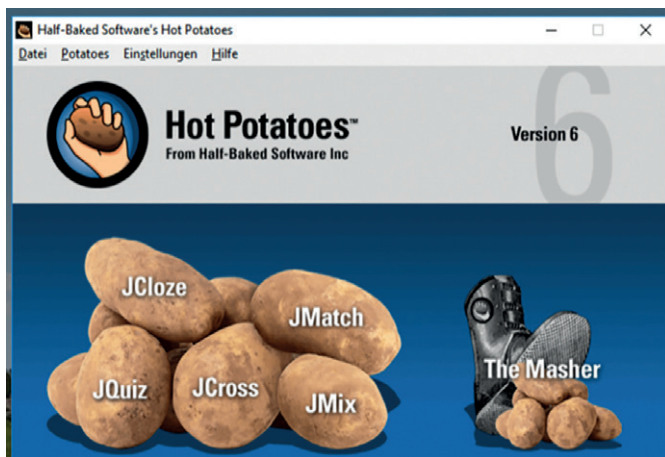 Half-Baked Software's Hot Potatoes
Datei Potatoes Einstellungen Hilfe
6
Hot Potatoes™
From Half-Baked Software Inc
Version 6
JCloze
JMatch
The Masher
JQuiz
JCross
JMix